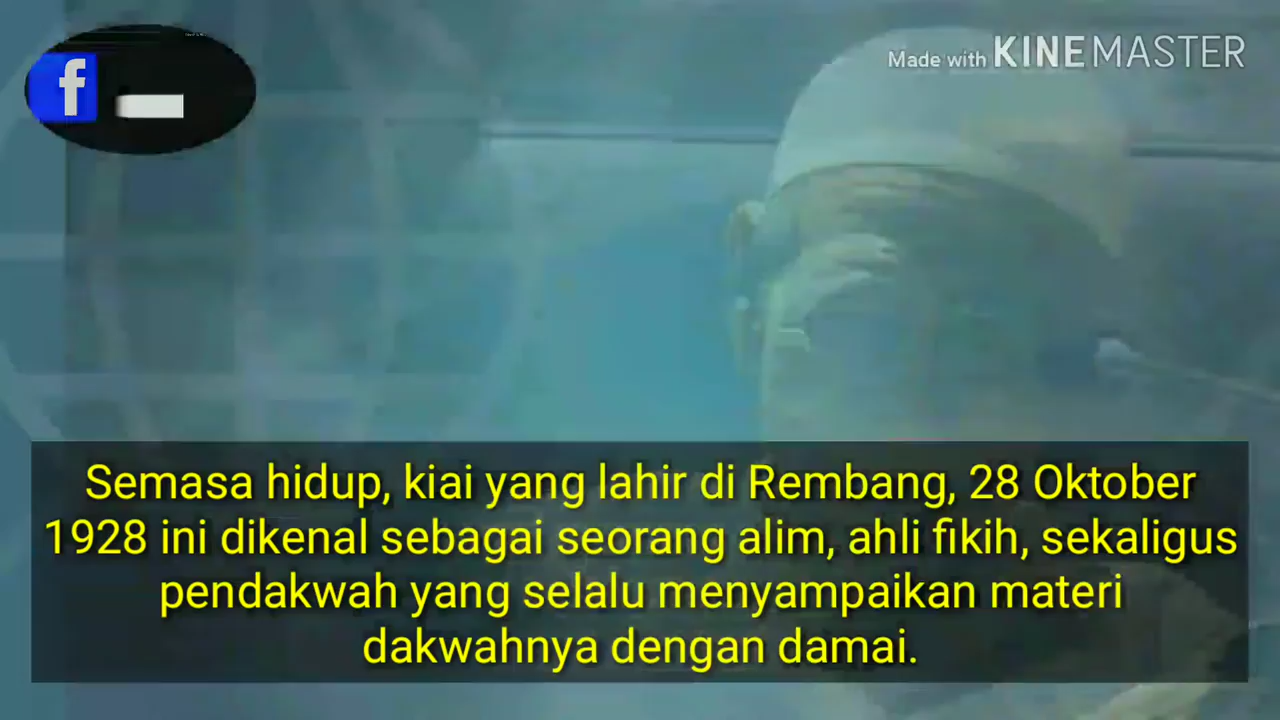 f
Made with KINEMASTER
Semasa hidup, kiai yang lahir di Rembang, 28 Oktober
1928 ini dikenal sebagai seorang alim, ahli fikih, sekaligus
pendakwah yang selalu menyampaikan materi
dakwahnya dengan damai.